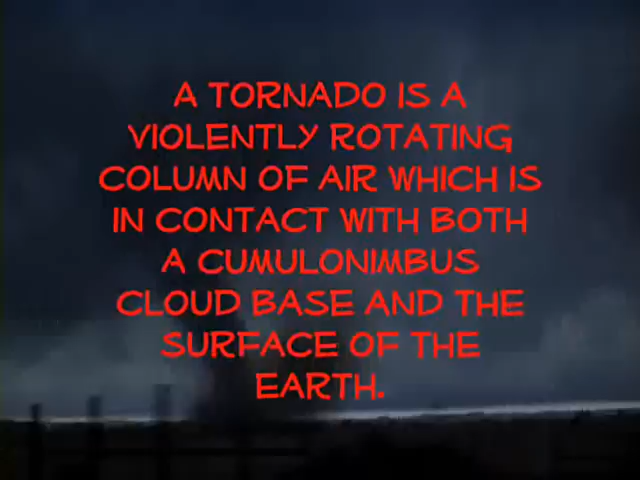 A TORNADO IS A
VIOLENTLY ROTATING
COLUMN OF AIR WHICH IS
IN CONTACT WITH BOTH
A CUMULONIMBUS
CLOUD BASE AND THE
SURFACE OF THE
EARTH.